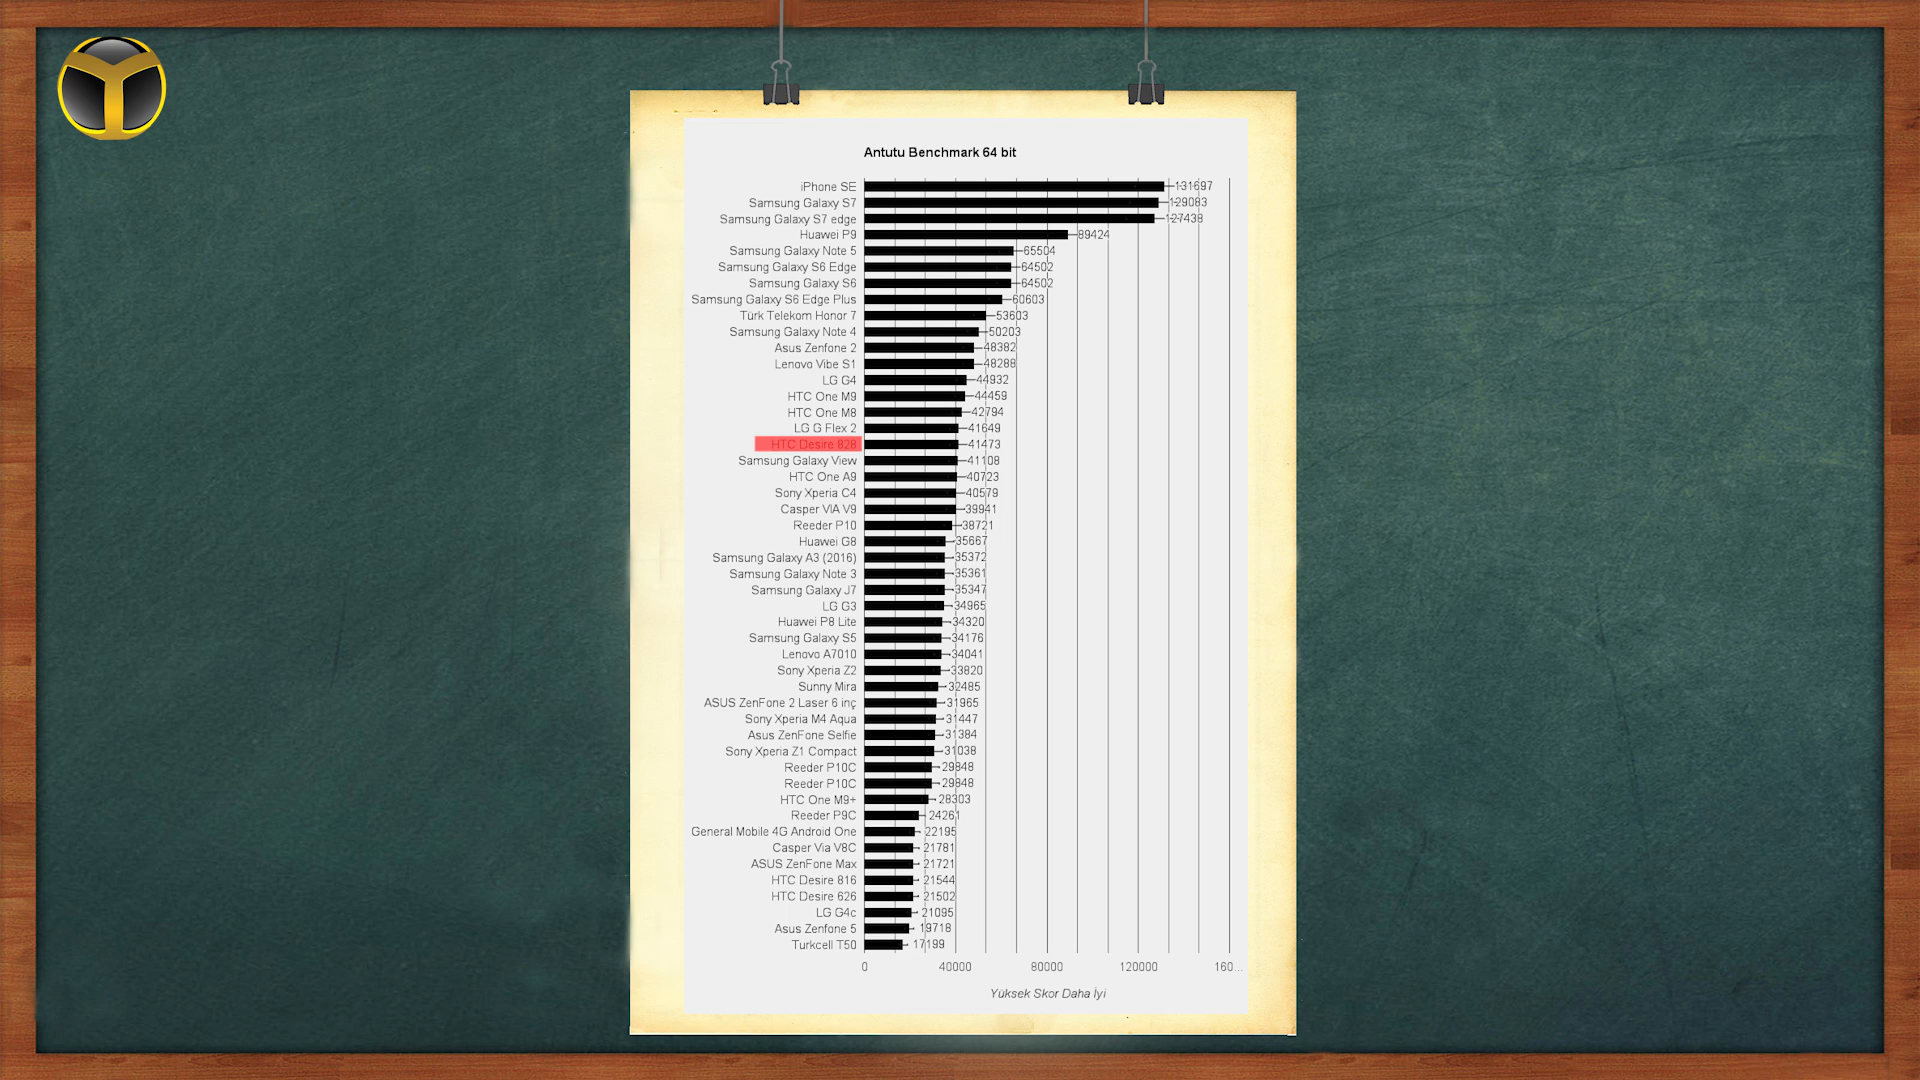 Antutu Benchmark 64 bit
iPhone SE 131697
Samsung Galaxy S7 129083
Samsung Galaxy S7 edge 127438
Huawei P9 89424
Samsung Galaxy Note 5 65504
Samsung Galaxy S6 Edge 64502
Samsung Galaxy S6 64502
Samsung Galaxy S6 Edge Plus 60603
Türk Telekom Honor 7 53603
Samsung Galaxy Note 4 50203
Asus Zenfone 2 48382
Lenovo Vibe S1 48288
LG G4 44932
HTC One M9 44459
HTC One M8 42794
LG G Flex 2 41649
HTC Desire 828 41473
Samsung Galaxy View 41108
HTC One A9 40723
Sony Xperia C4 40579
Casper VIA V9 39941
Reeder P10 38721
Huawei G8 35667
Samsung Galaxy A3 (2016) 35372
Samsung Galaxy Note 3 35361
Samsung Galaxy J7 35347
LG G3 34965
Huawei P8 Lite 34320
Samsung Galaxy S5 34176
Lenovo A7010 34041
Sony Xperia Z2 33820
Sunny Mira 32485
ASUS ZenFone 2 Laser 6 inç 31965
Sony Xperia M4 Aqua 31447
Asus ZenFone Selfie 31384
Sony Xperia Z1 Compact 31038
Reeder P10C 29848
Reeder P10C 29848
HTC One M9+ 28303
Reeder P9C 24261
General Mobile 4G Android One 22195
Casper Via V8C 21781
ASUS ZenFone Max 21721
HTC Desire 816 21544
HTC Desire 626 21502
LG G4c 21095
Asus Zenfone 5 19718
Turkcell T50 17199
0 40000 80000 120000 160...
Yüksek Skor Daha İyi